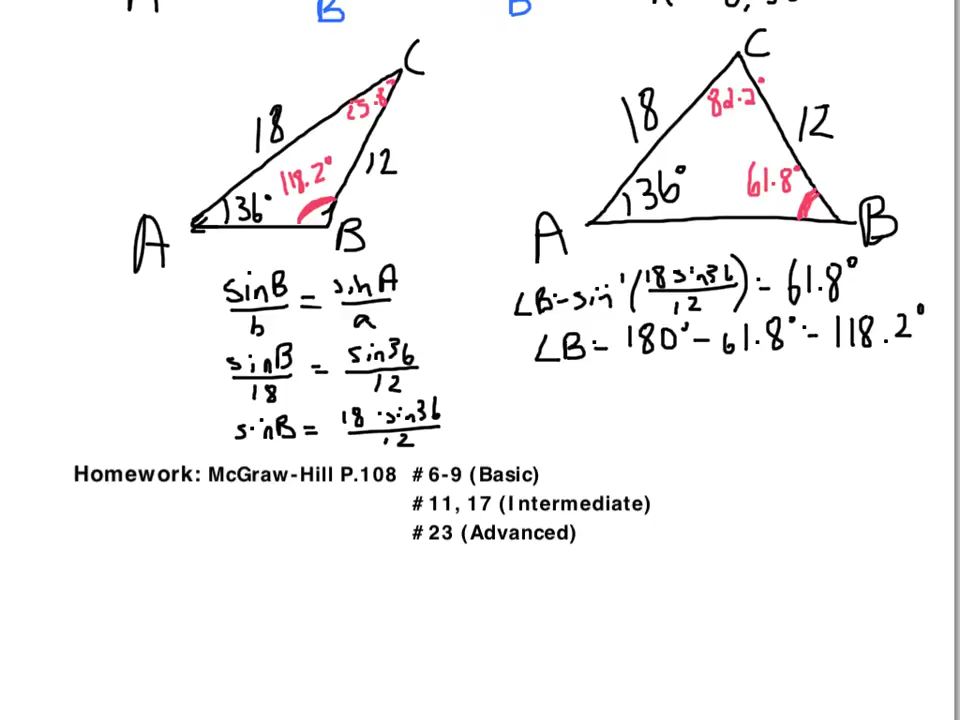 B B
C
C
18
25.8°
12
118.2°
36°
A
B
18
82.2°
12
36°
61.8°
A
B
sinB/b = sinA/a
sinB/18 = sin36/12
sinB = 18·sin36/12
∠B = sin⁻¹(18 sin36/12) = 61.8°
∠B = 180° - 61.8° = 118.2°
Homework: McGraw-Hill P.108 #6-9 (Basic)
#11, 17 (Intermediate)
#23 (Advanced)